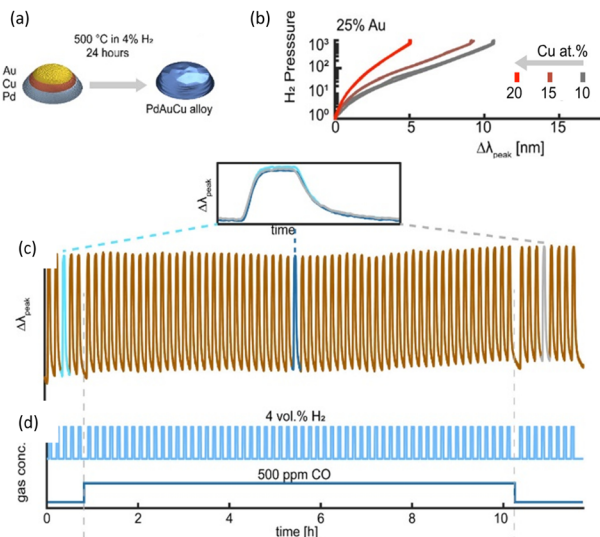 (a)
500 °C in 4% H₂
24 hours
Au
Cu
Pd
PdAuCu alloy
(b)
25% Au
H₂ Presssure
10³
10²
10¹
10⁰
0
5
10
15
Δλpeak [nm]
Cu at.%
20
15
10
Δλpeak
time
(c)
Δλpeak
(d)
gas conc.
4 vol.% H₂
500 ppm CO
0
2
4
6
8
10
time [h]